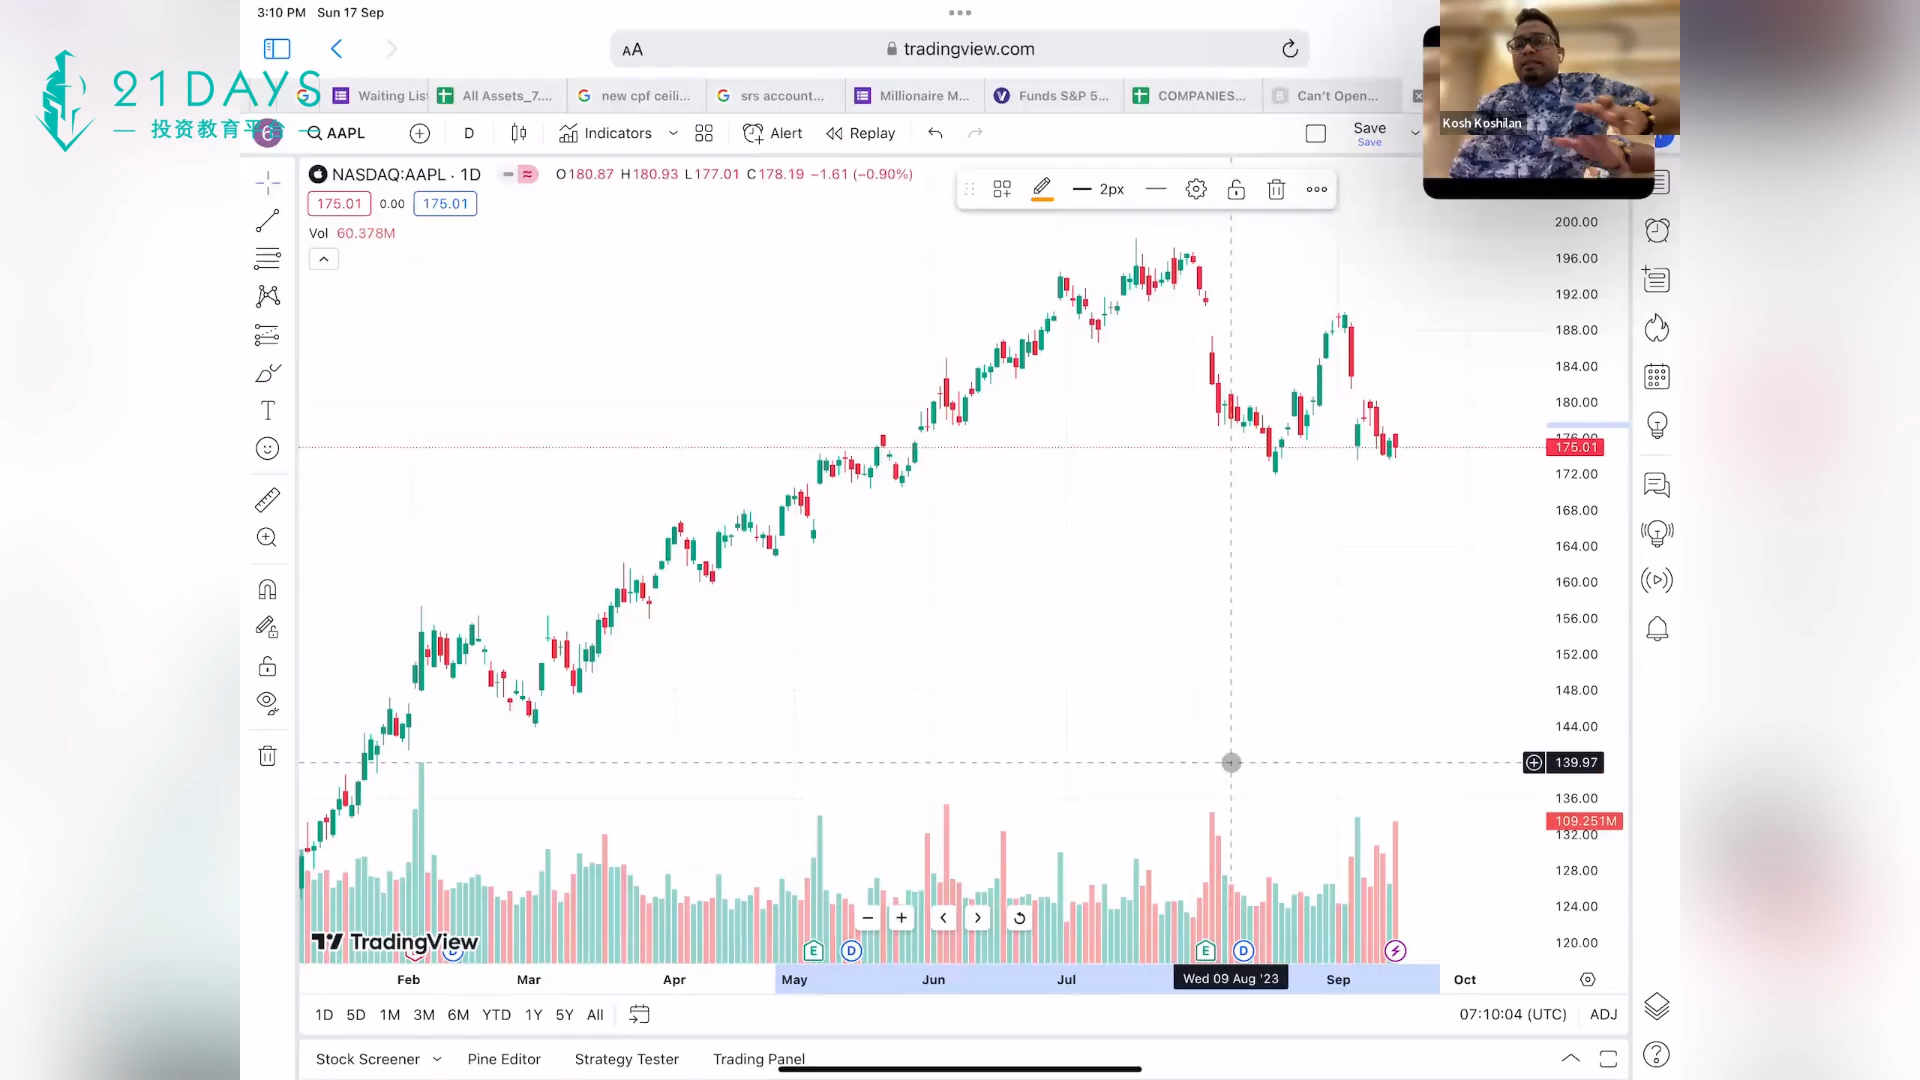 3:10 PM Sun 17 Sep
AA
tradingview.com
21DAYS
投资教育平台
Waiting List
All Assets_7....
new cpf ceili...
srs account...
Millionaire M...
Funds S&P 5...
COMPANIES...
Can't Open...
Kosh Koshilan
AAPL
D
Indicators
Alert
Replay
Save
Save
NASDAQ:AAPL · 1D
O180.87 H180.93 L177.01 C178.19 −1.61 (−0.90%)
2px
175.01 0.00 175.01
Vol 60.378M
200.00
196.00
192.00
188.00
184.00
180.00
176.00
175.01
172.00
168.00
164.00
160.00
156.00
152.00
148.00
144.00
139.97
136.00
109.251M
132.00
128.00
124.00
120.00
TradingView
E D E D
Feb Mar Apr May Jun Jul Wed 09 Aug '23 Sep Oct
1D 5D 1M 3M 6M YTD 1Y 5Y All
07:10:04 (UTC) ADJ
Stock Screener Pine Editor Strategy Tester Trading Panel